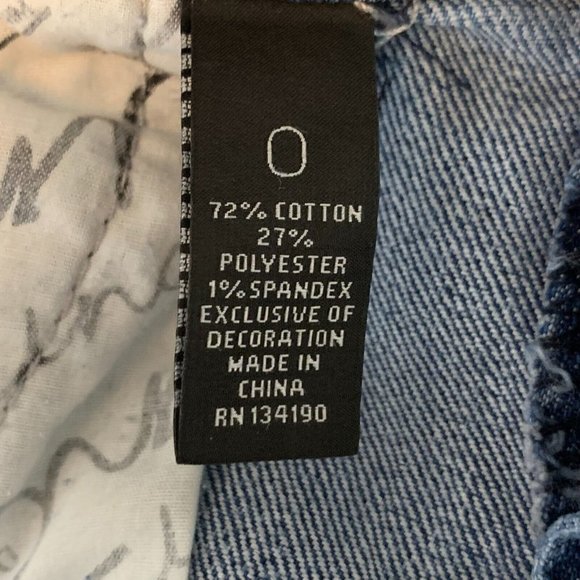 0
72% COTTON
27%
POLYESTER
1% SPANDEX
EXCLUSIVE OF
DECORATION
MADE IN
CHINA
RN 134190